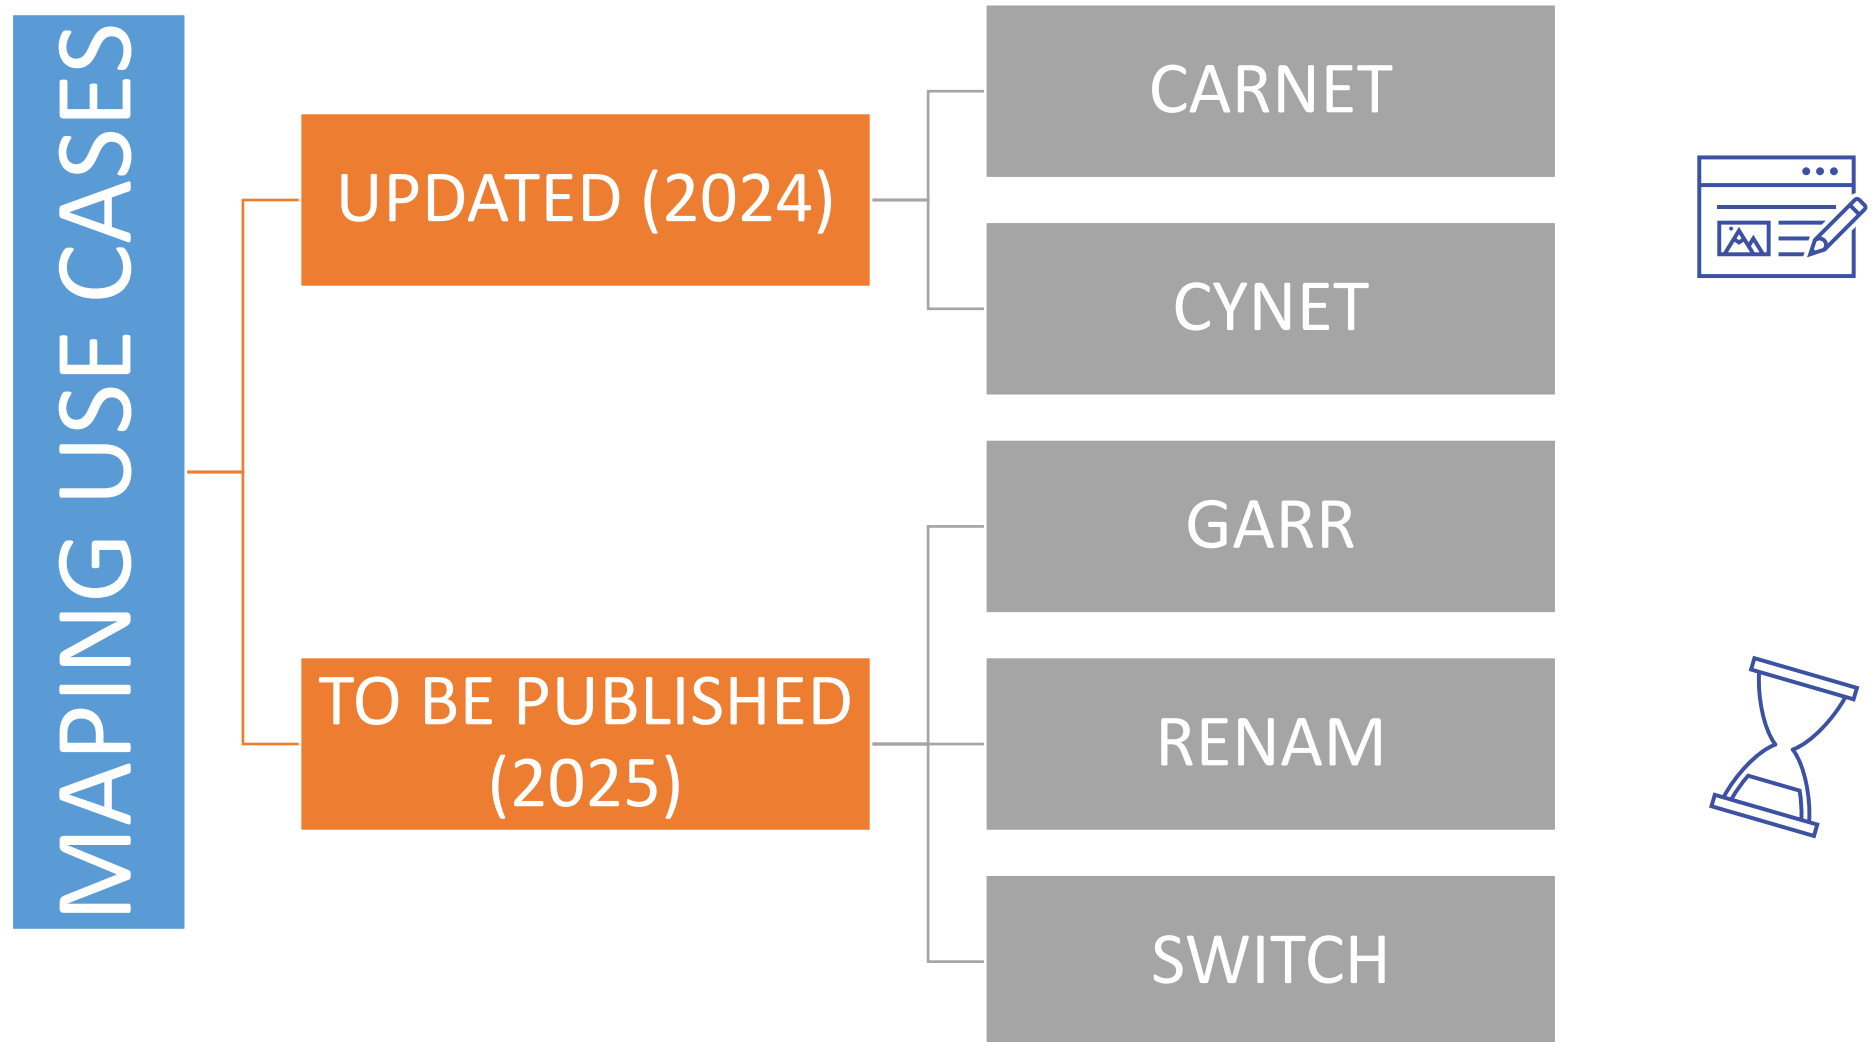 MAPING USE CASES
UPDATED (2024)
CARNET
CYNET
TO BE PUBLISHED
(2025)
GARR
RENAM
SWITCH